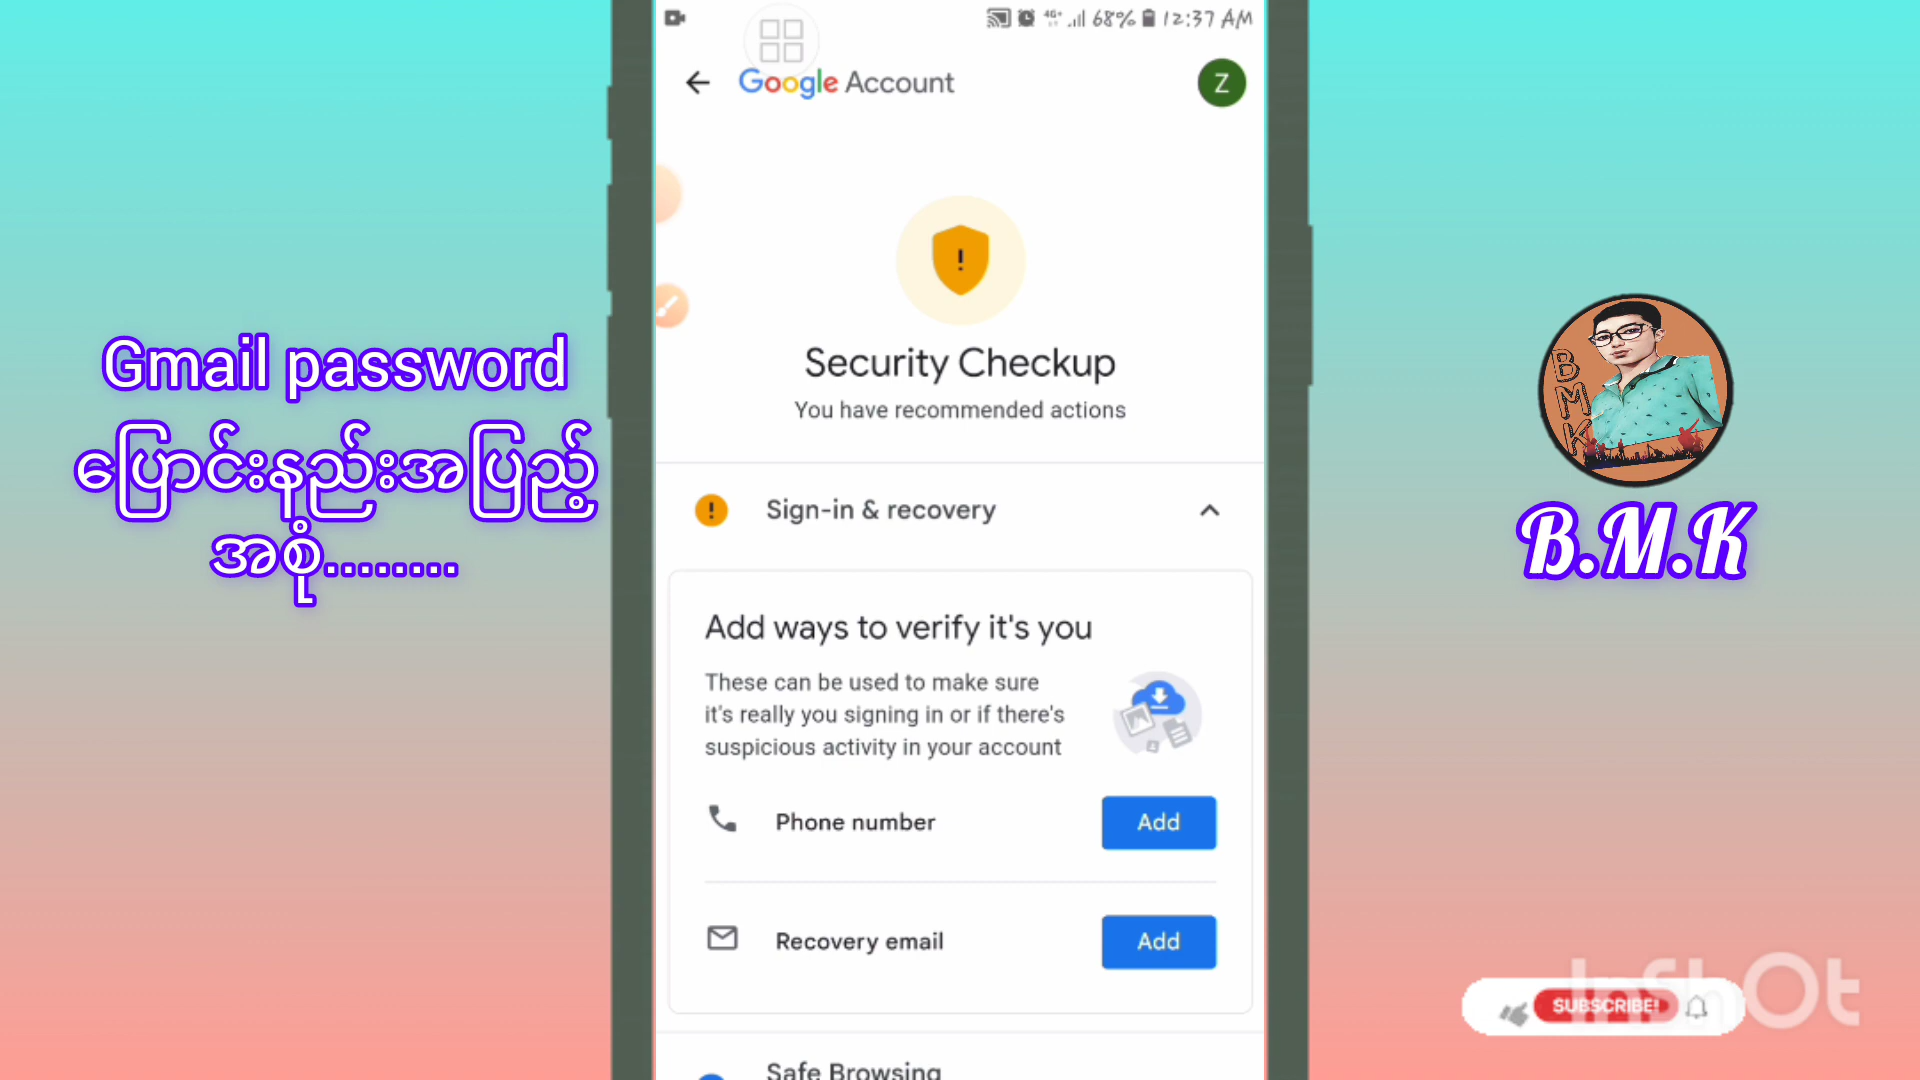 68% 12:37 AM
Google Account
Z
Security Checkup
You have recommended actions
Sign-in & recovery
Add ways to verify it's you
These can be used to make sure
it's really you signing in or if there's
suspicious activity in your account
Phone number
Add
Recovery email
Add
Safe Browsing
Gmail password
ပြောင်းနည်းအပြည့်
အစုံ........
BMK
B.M.K
SUBSCRIBE!
InShOt